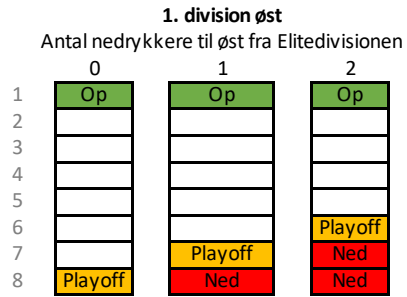 1. division øst
Antal nedrykkere til øst fra Elitedivisionen
0 1 2
1 Op Op Op
2
3
4
5
6 Playoff
7 Playoff Ned
8 Playoff Ned Ned